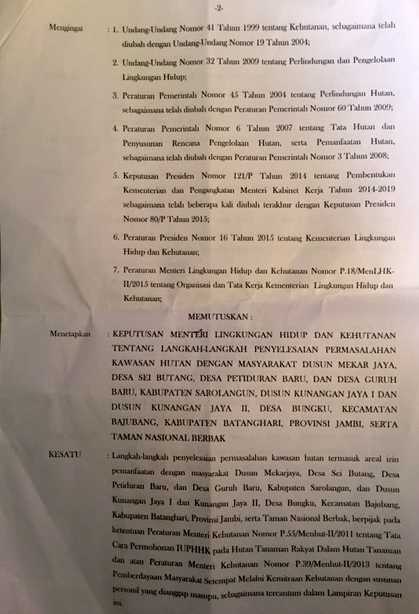 -2-
Mengingat : 1. Undang-Undang Nomor 41 Tahun 1999 tentang Kehutanan, sebagaimana telah
diubah dengan Undang-Undang Nomor 19 Tahun 2004;
2. Undang-Undang Nomor 32 Tahun 2009 tentang Perlindungan dan Pengelolaan
Lingkungan Hidup;
3. Peraturan Pemerintah Nomor 45 Tahun 2004 tentang Perlindungan Hutan,
sebagaimana telah diubah dengan Peraturan Pemerintah Nomor 60 Tahun 2009;
4. Peraturan Pemerintah Nomor 6 Tahun 2007 tentang Tata Hutan dan
Penyusunan Rencana Pengelolaan Hutan, serta Pemanfaatan Hutan,
sebagaimana telah diubah dengan Peraturan Pemerintah Nomor 3 Tahun 2008;
5. Keputusan Presiden Nomor 121/P Tahun 2014 tentang Pembentukan
Kementerian dan Pengangkatan Menteri Kabinet Kerja Tahun 2014-2019
sebagaimana telah beberapa kali diubah terakhur dengan Keputusan Presiden
Nomor 80/P Tahun 2015;
6. Peraturan Presiden Nomor 16 Tahun 2015 tentang Kementerian Lingkungan
Hidup dan Kehutanan;
7. Peraturan Menteri Lingkungan Hidup dan Kehutanan Nomor P.18/MenLHK-
II/2015 tentang Organisasi dan Tata Kerja Kementerian Lingkungan Hidup dan
Kehutanan;
MEMUTUSKAN :
Menetapkan : KEPUTUSAN MENTERI LINGKUNGAN HIDUP DAN KEHUTANAN
TENTANG LANGKAH-LANGKAH PENYELESAIAN PERMASALAHAN
KAWASAN HUTAN DENGAN MASYARAKAT DUSUN MEKAR JAYA,
DESA SEI BUTANG, DESA PETIDURAN BARU, DAN DESA GURUH
BARU, KABUPATEN SAROLANGUN, DUSUN KUNANGAN JAYA I DAN
DUSUN KUNANGAN JAYA II, DESA BUNGKU, KECAMATAN
BAJUBANG, KABUPATEN BATANGHARI, PROVINSI JAMBI, SERTA
TAMAN NASIONAL BERBAK
KESATU : Langkah-langkah penyelesaian permasalahan kawasan hutan termasuk areal izin
pemanfaatan dengan masyarakat Dusun Mekarjaya, Desa Sei Butang, Desa
Petiduran Baru, dan Desa Guruh Baru, Kabupaten Sarolangun, dan Dusun
Kunangan Jaya I dan Kunangan Jaya II, Desa Bungku, Kecamatan Bajubang,
Kabupaten Batanghari, Provinsi Jambi, serta Taman Nasional Berbak, berpijak pada
ketentuan Peraturan Menteri Kehutanan Nomor P.55/Menhut-II/2011 tentang Tata
Cara Permohonan IUPHHK pada Hutan Tanaman Rakyat Dalam Hutan Tanaman
dan atau Peraturan Menteri Kehutanan Nomor P.39/Menhut-II/2013 tentang
Pemberdayaan Masyarakat Setempat Melalui Kemitraan Kehutanan dengan susunan
personil yang dianggap mampu, sebagaimana tercantum dalam Lampiran Keputusan
ini.